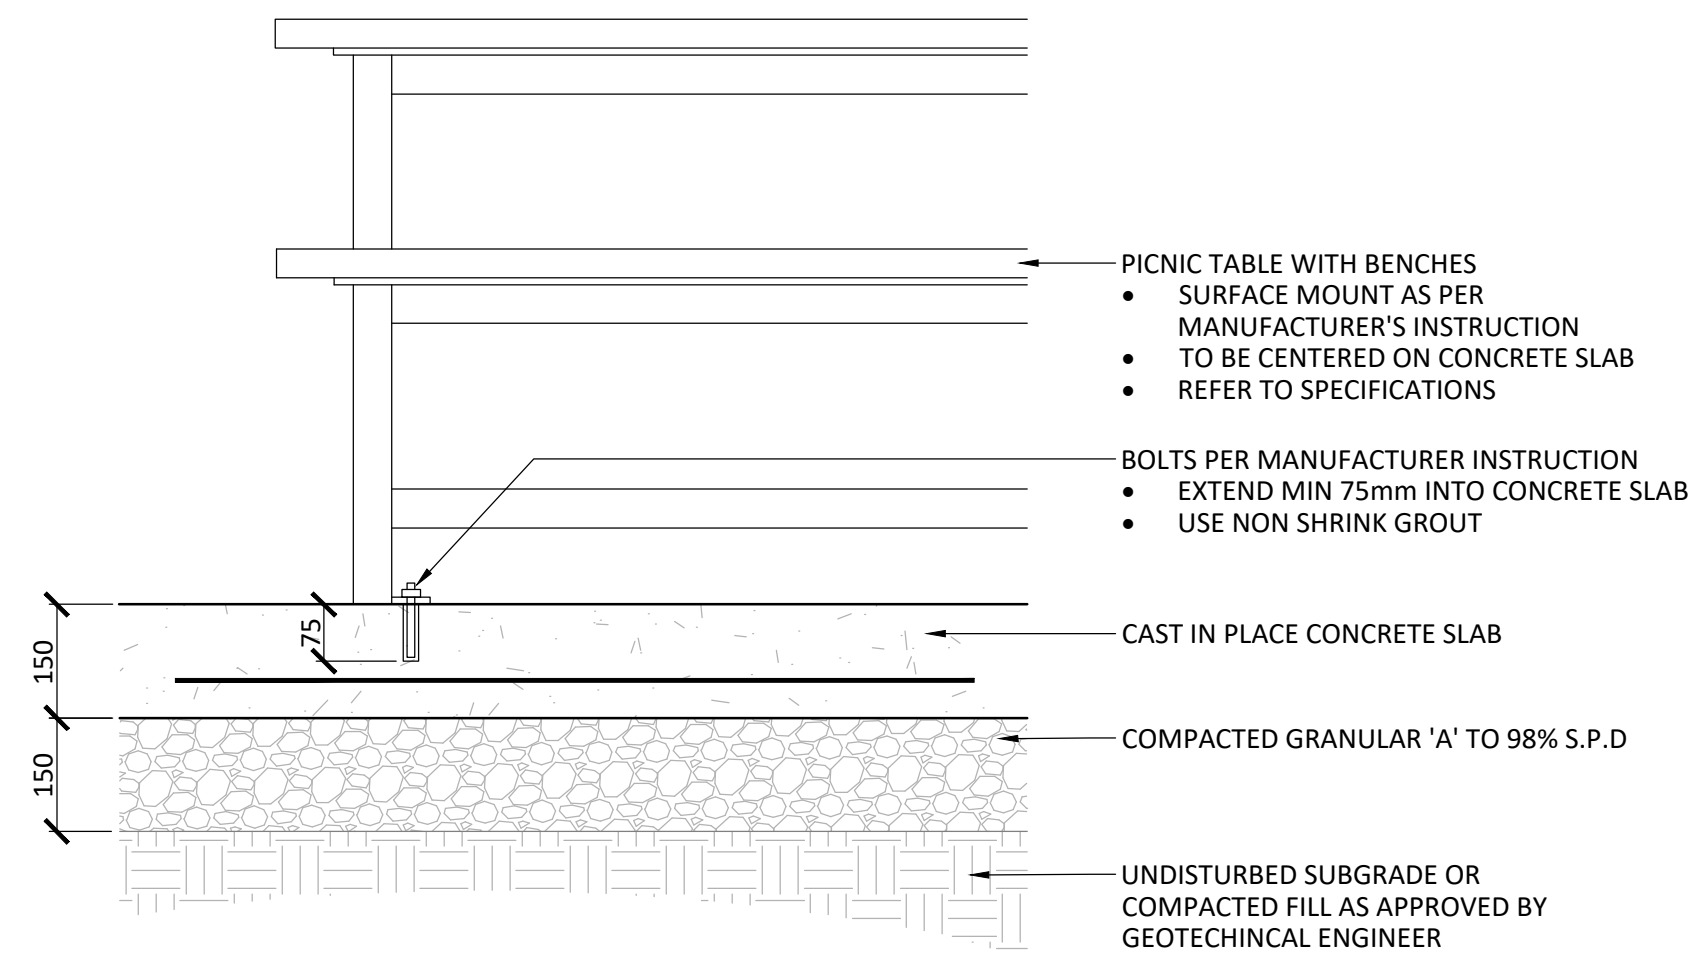 PICNIC TABLE WITH BENCHES
• SURFACE MOUNT AS PER
MANUFACTURER'S INSTRUCTION
• TO BE CENTERED ON CONCRETE SLAB
• REFER TO SPECIFICATIONS
BOLTS PER MANUFACTURER INSTRUCTION
• EXTEND MIN 75mm INTO CONCRETE SLAB
• USE NON SHRINK GROUT
75
150
CAST IN PLACE CONCRETE SLAB
150
COMPACTED GRANULAR 'A' TO 98% S.P.D
UNDISTURBED SUBGRADE OR
COMPACTED FILL AS APPROVED BY
GEOTECHINCAL ENGINEER